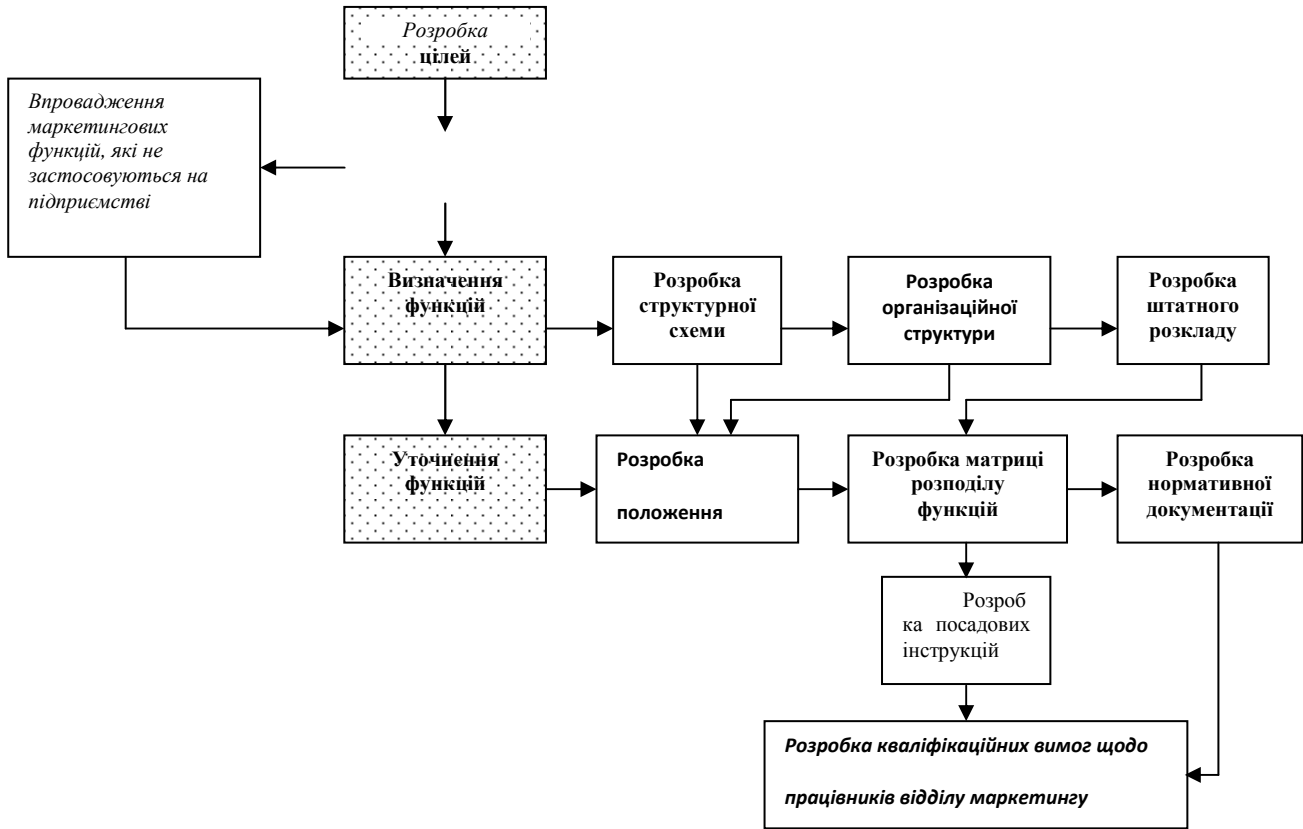 Розробка
цілей
Впровадження
маркетингових
функцій, які не
застосовуються на
підприємстві
Визначення
функцій
Розробка
структурної
схеми
Розробка
організаційної
структури
Розробка
штатного
розкладу
Уточнення
функцій
Розробка
положення
Розробка матриці
розподілу
функцій
Розробка
нормативної
документації
Розроб
ка посадових
інструкцій
Розробка кваліфікаційних вимог щодо
працівників відділу маркетингу